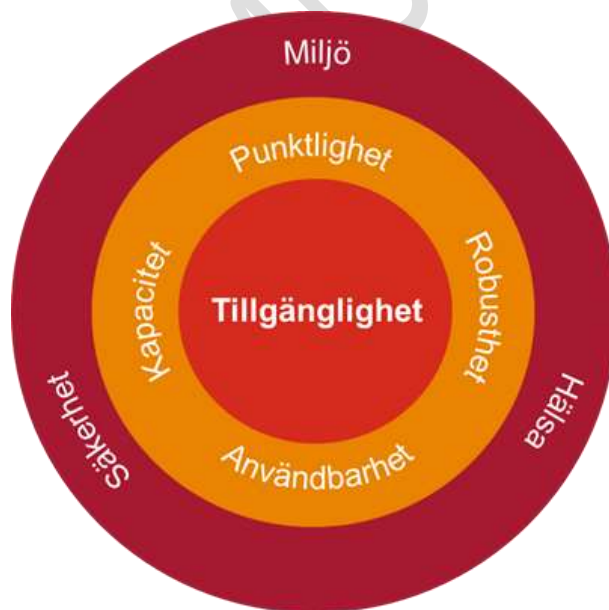 Miljö
Punktlighet
Kapacitet
Robusthet
Tillgänglighet
Användbarhet
Säkerhet
Hälsa